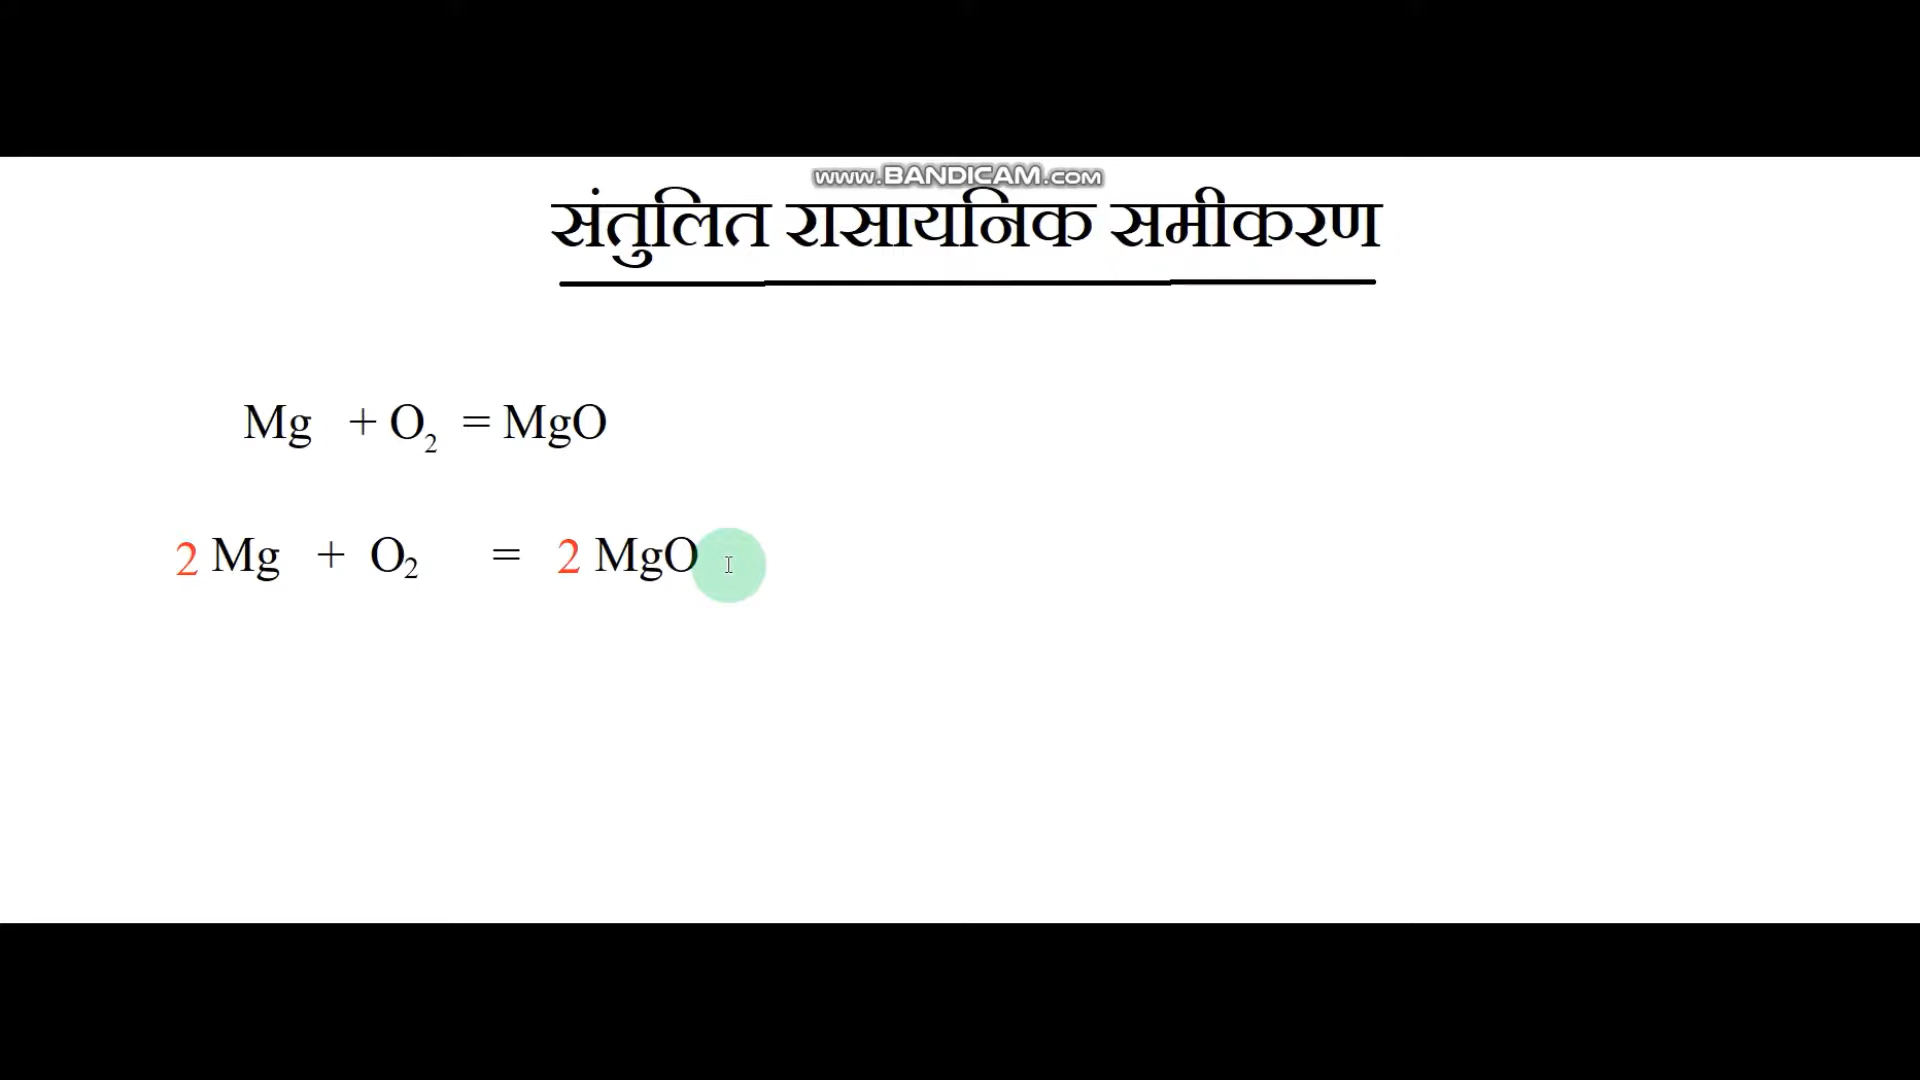 www.BANDICAM.com
संतुलित रासायनिक समीकरण
Mg + O₂ = MgO
2 Mg + O₂ = 2 MgO